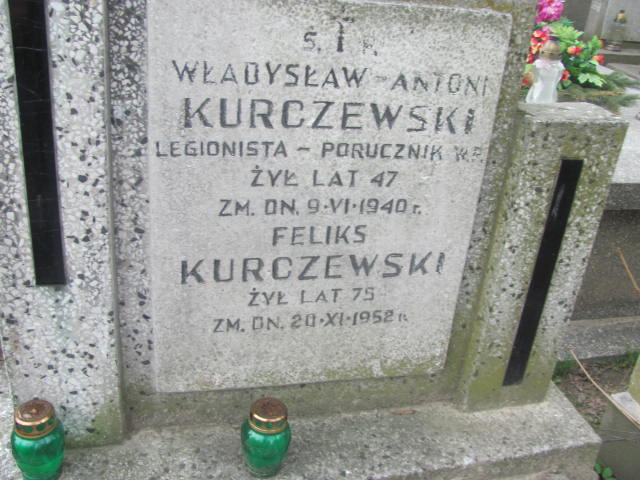 Ś † P.
WŁADYSŁAW - ANTONI
KURCZEWSKI
LEGIONISTA - PORUCZNIK W.P.
ŻYŁ LAT 47
ZM. DN. 9·VI·1940 r.
FELIKS
KURCZEWSKI
ŻYŁ LAT 75
ZM. DN. 20·XI·1952 r.